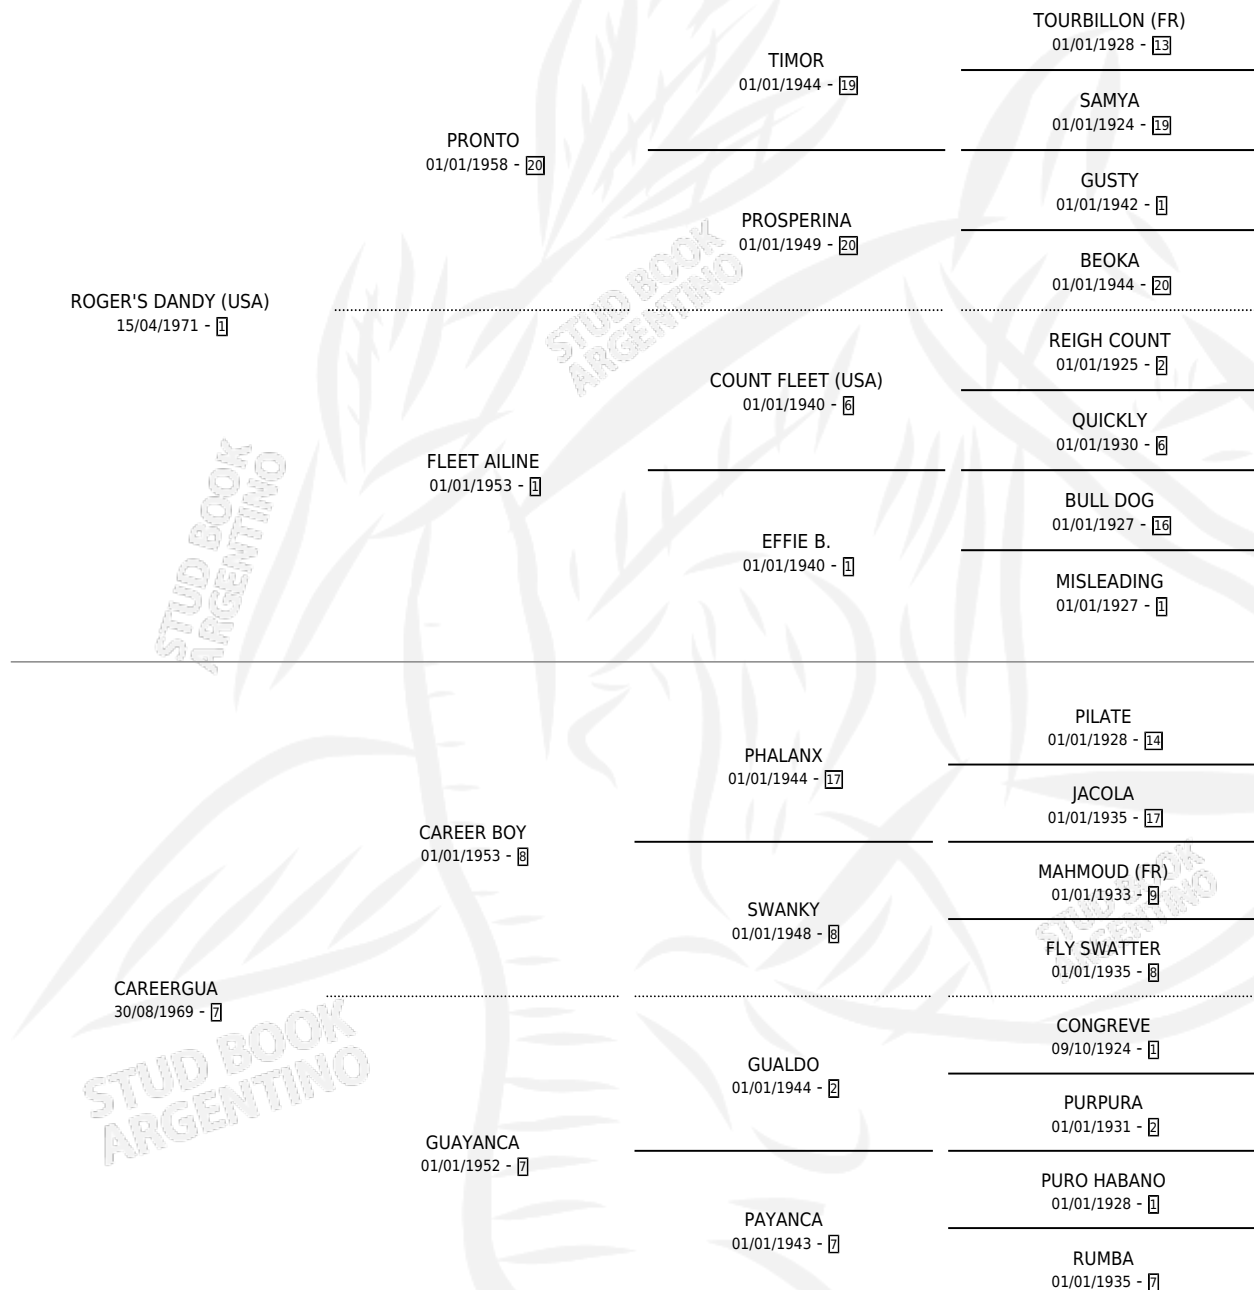 ROGER'S DANDY (USA)
15/04/1971 - 1
PRONTO
01/01/1958 - 20
FLEET AILINE
01/01/1953 - 1
TIMOR
01/01/1944 - 19
PROSPERINA
01/01/1949 - 20
COUNT FLEET (USA)
01/01/1940 - 6
EFFIE B.
01/01/1940 - 1
TOURBILLON (FR)
01/01/1928 - 13
SAMYA
01/01/1924 - 19
GUSTY
01/01/1942 - 1
BEOKA
01/01/1944 - 20
REIGH COUNT
01/01/1925 - 2
QUICKLY
01/01/1930 - 6
BULL DOG
01/01/1927 - 16
MISLEADING
01/01/1927 - 1
CAREERGUA
30/08/1969 - 7
CAREER BOY
01/01/1953 - 8
GUAYANCA
01/01/1952 - 7
PHALANX
01/01/1944 - 17
SWANKY
01/01/1948 - 8
GUALDO
01/01/1944 - 2
PAYANCA
01/01/1943 - 7
PILATE
01/01/1928 - 14
JACOLA
01/01/1935 - 17
MAHMOUD (FR)
01/01/1933 - 9
FLY SWATTER
01/01/1935 - 8
CONGREVE
09/10/1924 - 1
PURPURA
01/01/1931 - 2
PURO HABANO
01/01/1928 - 1
RUMBA
01/01/1935 - 7
STUD BOOK
ARGENTINO
STUD BOOK
ARGENTINO
STUD BOOK
ARGENTINO
STUD BOOK
ARGENTINO